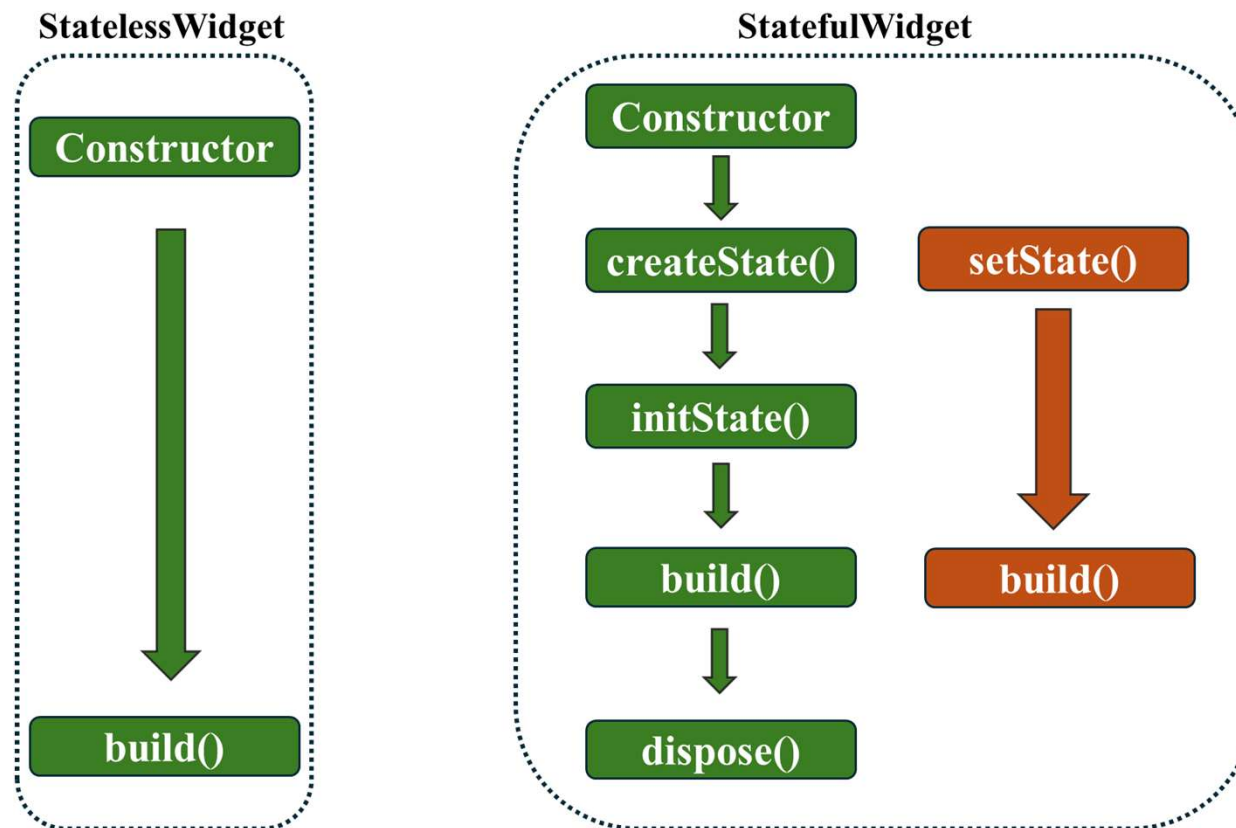 StatelessWidget
Constructor
build()
StatefulWidget
Constructor
createState()
initState()
build()
dispose()
setState()
build()